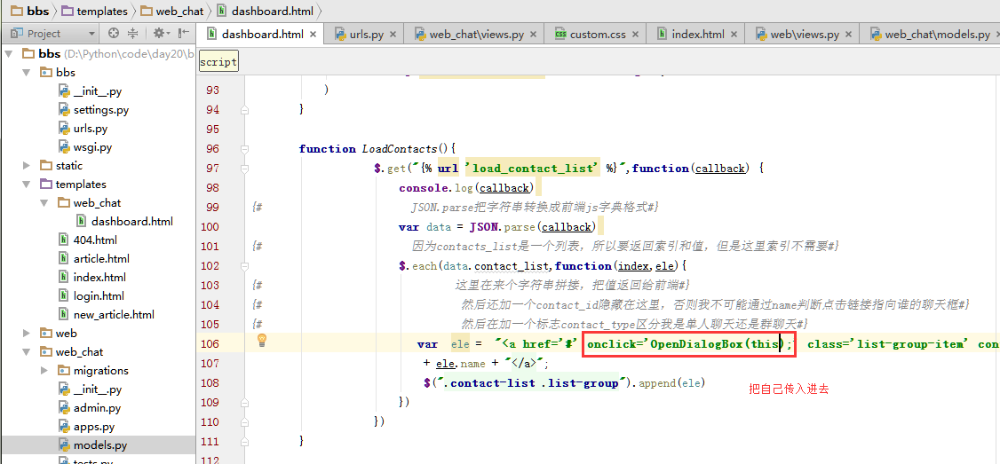 bbs templates web_chat dashboard.html
Project
dashboard.html × urls.py × web_chat\views.py × custom.css × index.html × web\views.py × web_chat\models.py ×
bbs (D:\Python\code\day20\b
bbs
__init__.py
settings.py
urls.py
wsgi.py
static
templates
web_chat
dashboard.html
404.html
article.html
index.html
login.html
new_article.html
web
web_chat
migrations
__init__.py
admin.py
apps.py
models.py
tests.py
script
93 )
94 }
95
96 function LoadContacts(){
97 $.get("{% url 'load_contact_list' %}",function(callback) {
98 console.log(callback)
99 {# JSON.parse把字符串转换成前端js字典格式#}
100 var data = JSON.parse(callback)
101 {# 因为contacts_list是一个列表，所以要返回索引和值，但是这里索引不需要#}
102 $.each(data.contact_list,function(index,ele){
103 {# 这里在来个字符串拼接，把值返回给前端#}
104 {# 然后还加一个contact_id隐藏在这里，否则我不可能通过name判断点击链接指向谁的聊天框#}
105 {# 然后在加一个标志contact_type区分我是单人聊天还是群聊天#}
106 var ele = "<a href='#' onclick='OpenDialogBox(this);' class='list-group-item' con
107 + ele.name + "</a>";
108 $(".contact-list .list-group").append(ele)
109 })
110 })
111 }
112
把自己传入进去